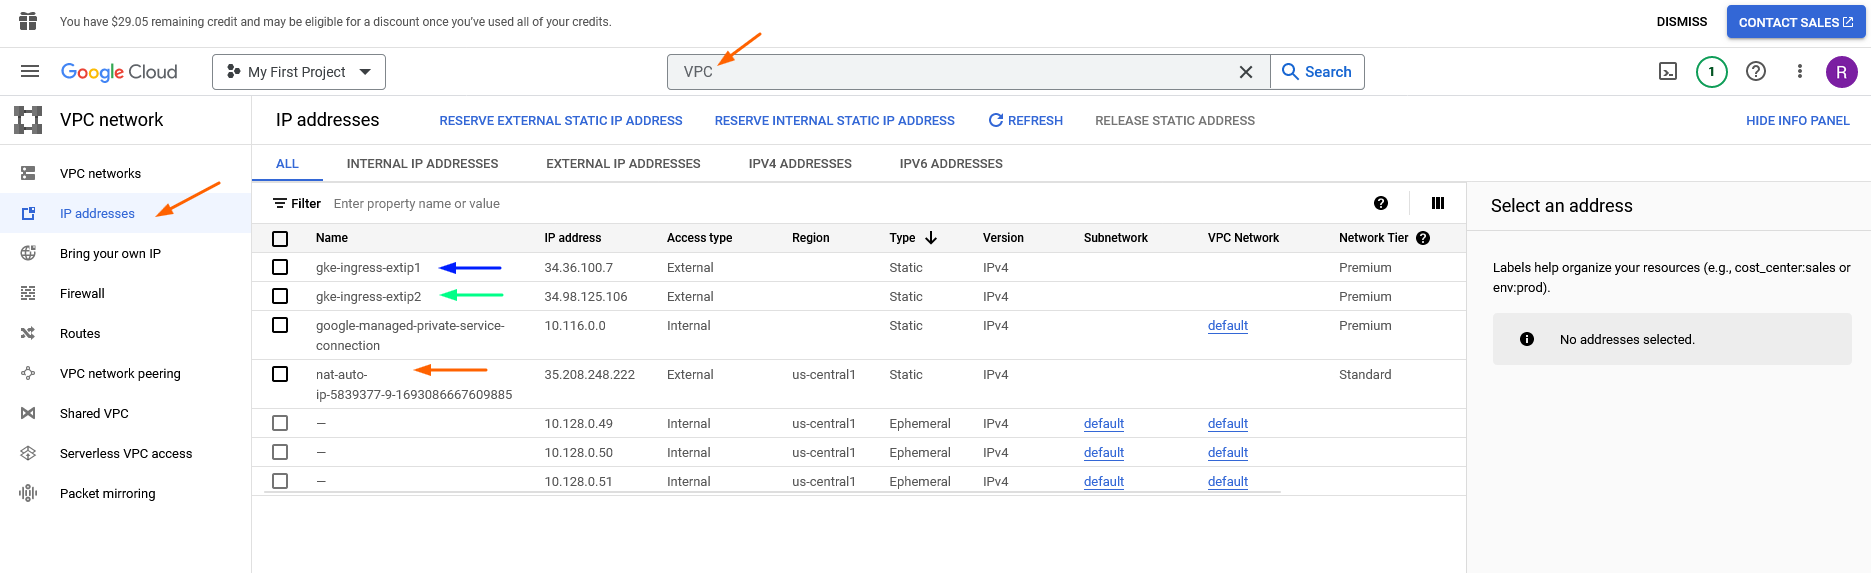 You have $29.05 remaining credit and may be eligible for a discount once you've used all of your credits.
DISMISS
CONTACT SALES
Google Cloud
My First Project
VPC
Search
1
R
VPC network
IP addresses
RESERVE EXTERNAL STATIC IP ADDRESS
RESERVE INTERNAL STATIC IP ADDRESS
REFRESH
RELEASE STATIC ADDRESS
HIDE INFO PANEL
VPC networks
IP addresses
Bring your own IP
Firewall
Routes
VPC network peering
Shared VPC
Serverless VPC access
Packet mirroring
ALL INTERNAL IP ADDRESSES EXTERNAL IP ADDRESSES IPV4 ADDRESSES IPV6 ADDRESSES
Filter Enter property name or value
Name IP address Access type Region Type Version Subnetwork VPC Network Network Tier
gke-ingress-extip1 34.36.100.7 External Static IPv4 Premium
gke-ingress-extip2 34.98.125.106 External Static IPv4 Premium
google-managed-private-service- 10.116.0.0 Internal Static IPv4 default Premium
connection
nat-auto- 35.208.248.222 External us-central1 Static IPv4 Standard
ip-5839377-9-1693086667609885
— 10.128.0.49 Internal us-central1 Ephemeral IPv4 default default
— 10.128.0.50 Internal us-central1 Ephemeral IPv4 default default
— 10.128.0.51 Internal us-central1 Ephemeral IPv4 default default
Select an address
Labels help organize your resources (e.g., cost_center:sales or
env:prod).
No addresses selected.